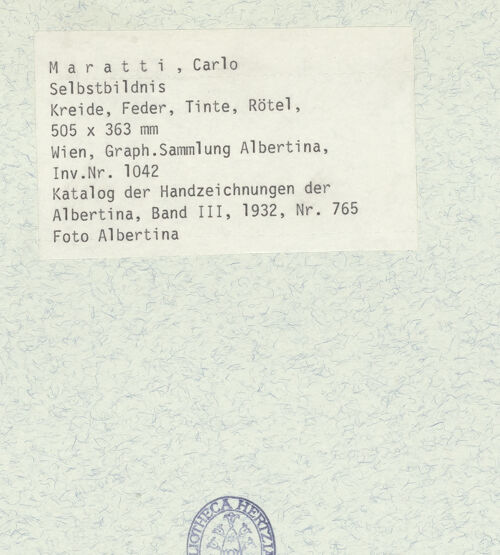 Maratti, Carlo
Selbstbildnis
Kreide, Feder, Tinte, Rötel,
505 x 363 mm
Wien, Graph.Sammlung Albertina,
Inv.Nr. 1042
Katalog der Handzeichnungen der
Albertina, Band III, 1932, Nr. 765
Foto Albertina